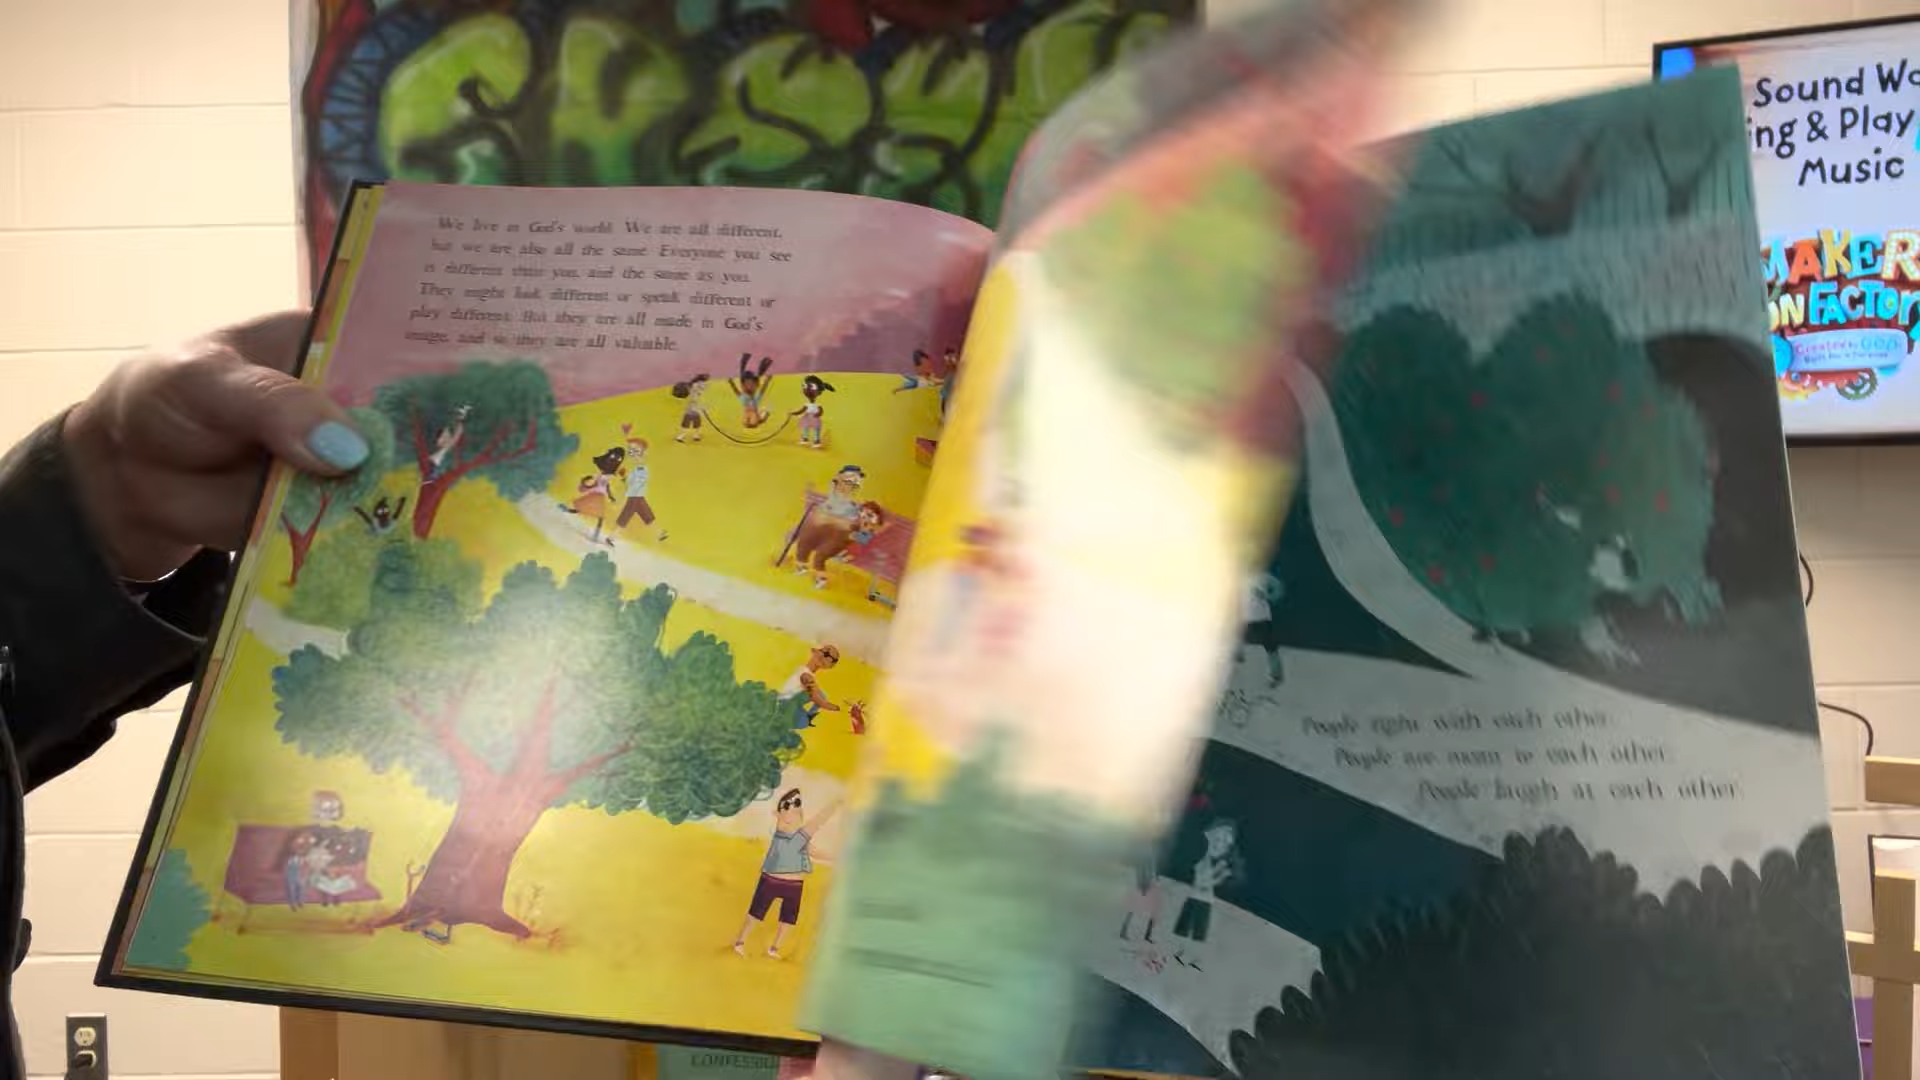 We live in God's world. We are all different,
but we are also all the same. Everyone you see
is different than you, and the same as you.
They might look different or speak different or
play different. But they are all made in God's
image, and so they are all valuable.
People fight with each other.
People are mean to each other.
People laugh at each other.
Sound Wo
ing & Play
Music
MAKER
ON FACTORY
CONFESSIO